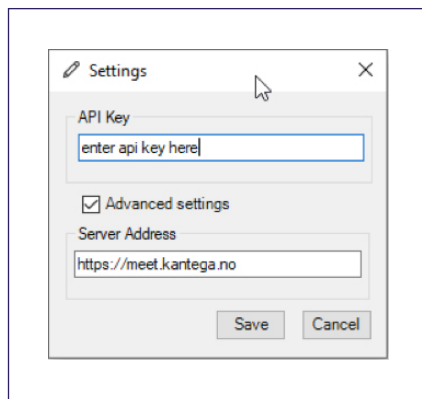 Settings
API Key
enter api key here
Advanced settings
Server Address
https://meet.kantega.no
Save Cancel